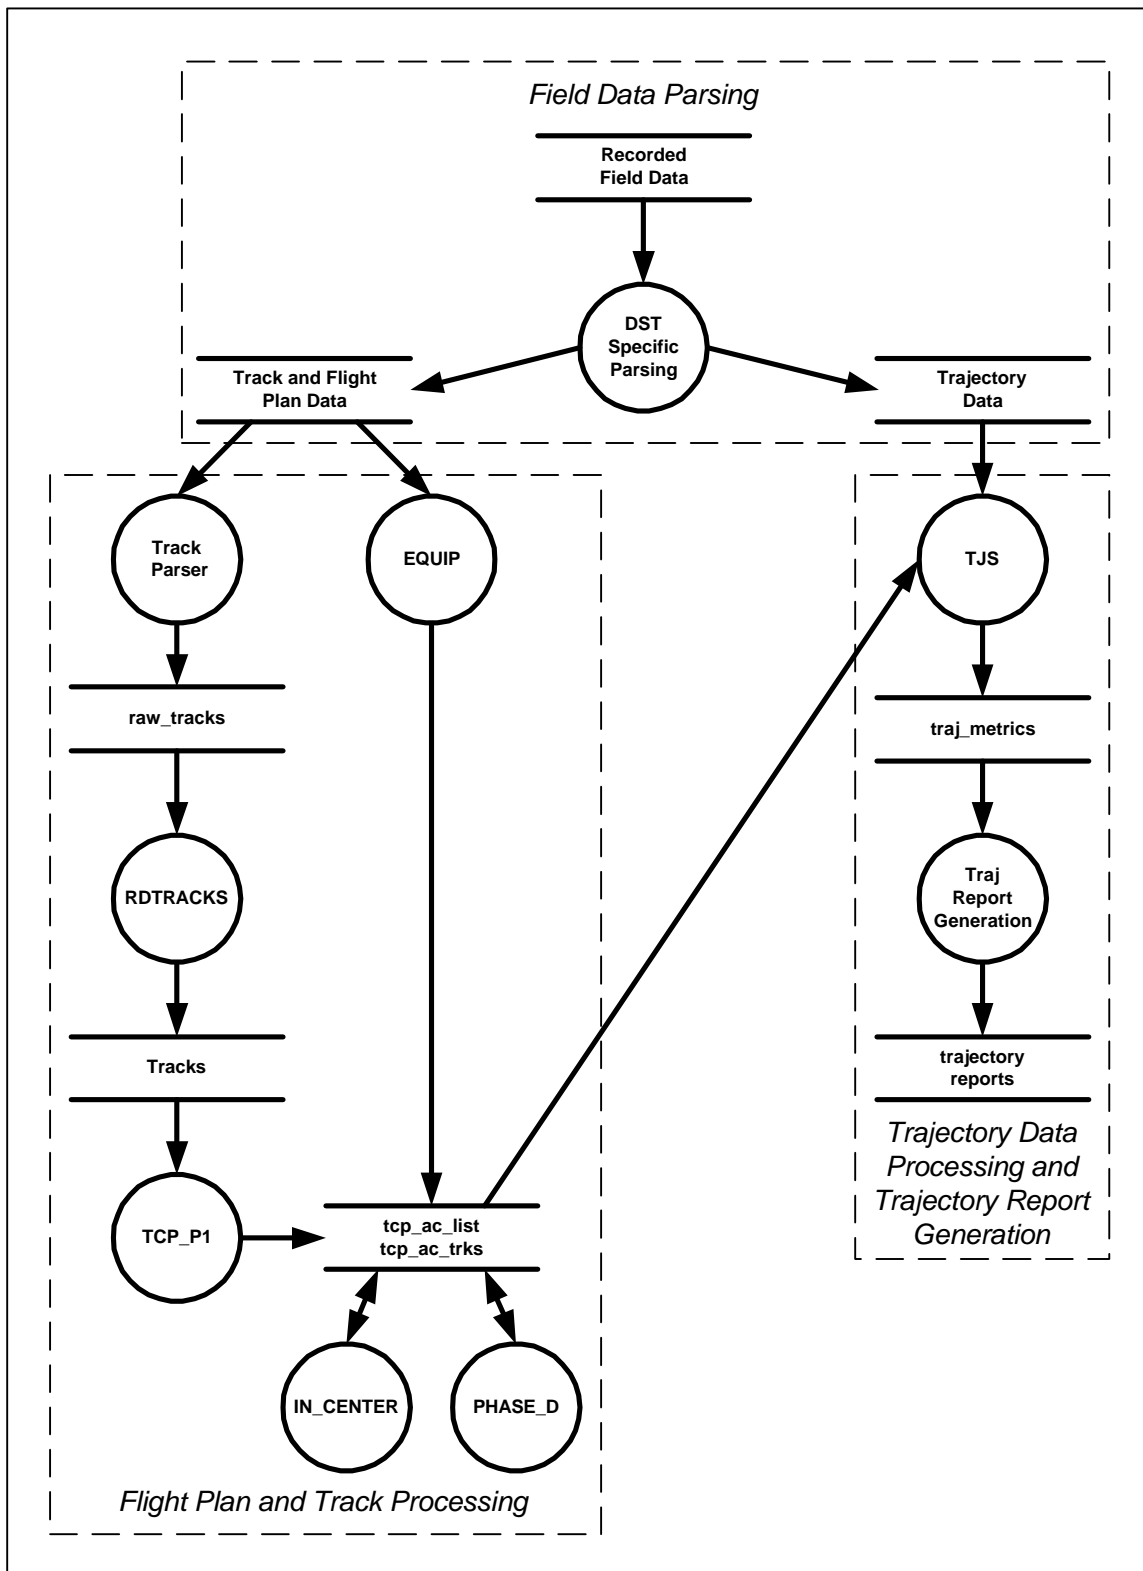 Field Data Parsing
Recorded
Field Data
DST
Specific
Parsing
Track and Flight
Plan Data
Trajectory
Data
Track
Parser
EQUIP
TJS
raw_tracks
traj_metrics
RDTRACKS
Traj
Report
Generation
Tracks
trajectory
reports
Trajectory Data
Processing and
Trajectory Report
Generation
TCP_P1
tcp_ac_list
tcp_ac_trks
IN_CENTER
PHASE_D
Flight Plan and Track Processing